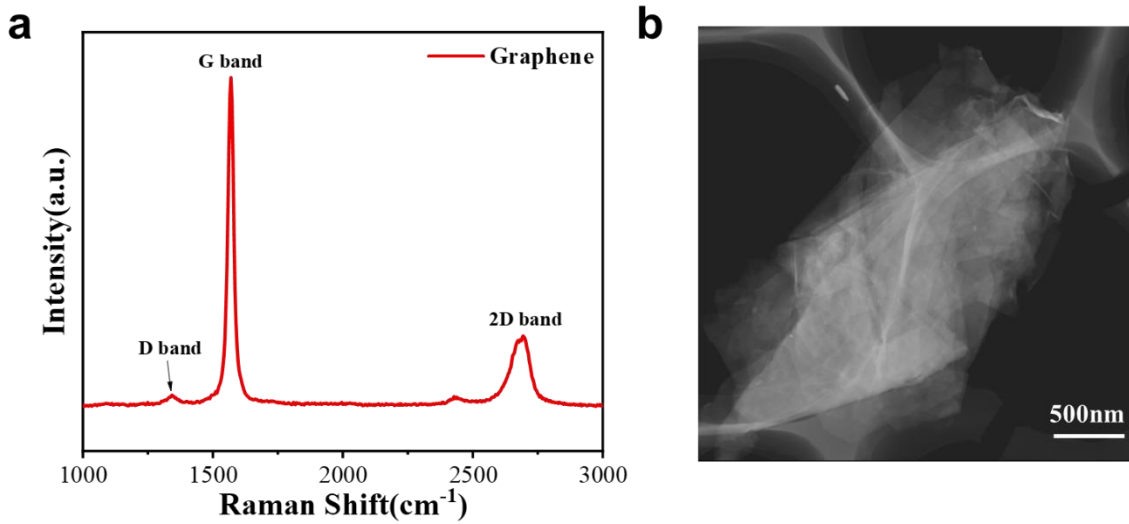 a
Graphene
G band
D band
2D band
Intensity(a.u.)
1000 1500 2000 2500 3000
Raman Shift(cm⁻¹)
b
500nm